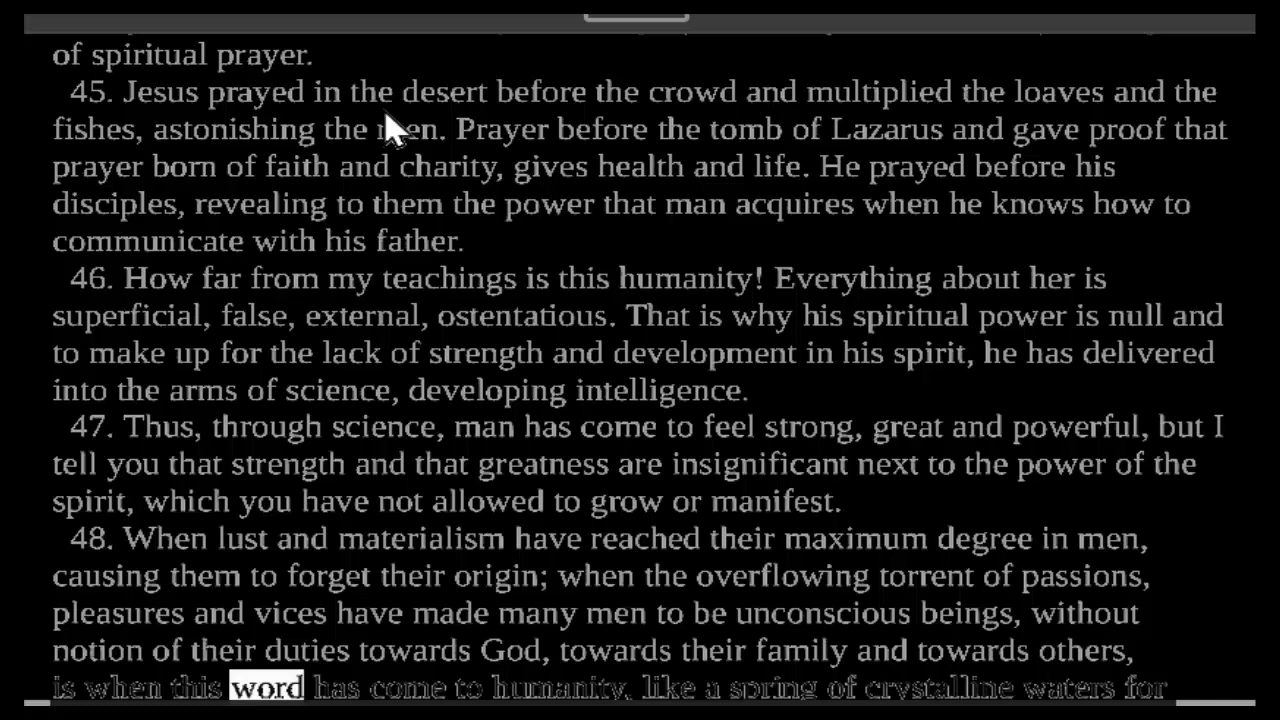 of spiritual prayer.
45. Jesus prayed in the desert before the crowd and multiplied the loaves and the
fishes, astonishing the men. Prayer before the tomb of Lazarus and gave proof that
prayer born of faith and charity, gives health and life. He prayed before his
disciples, revealing to them the power that man acquires when he knows how to
communicate with his father.
46. How far from my teachings is this humanity! Everything about her is
superficial, false, external, ostentatious. That is why his spiritual power is null and
to make up for the lack of strength and development in his spirit, he has delivered
into the arms of science, developing intelligence.
47. Thus, through science, man has come to feel strong, great and powerful, but I
tell you that strength and that greatness are insignificant next to the power of the
spirit, which you have not allowed to grow or manifest.
48. When lust and materialism have reached their maximum degree in men,
causing them to forget their origin; when the overflowing torrent of passions,
pleasures and vices have made many men to be unconscious beings, without
notion of their duties towards God, towards their family and towards others,
is when this word has come to humanity, like a spring of crystalline waters for